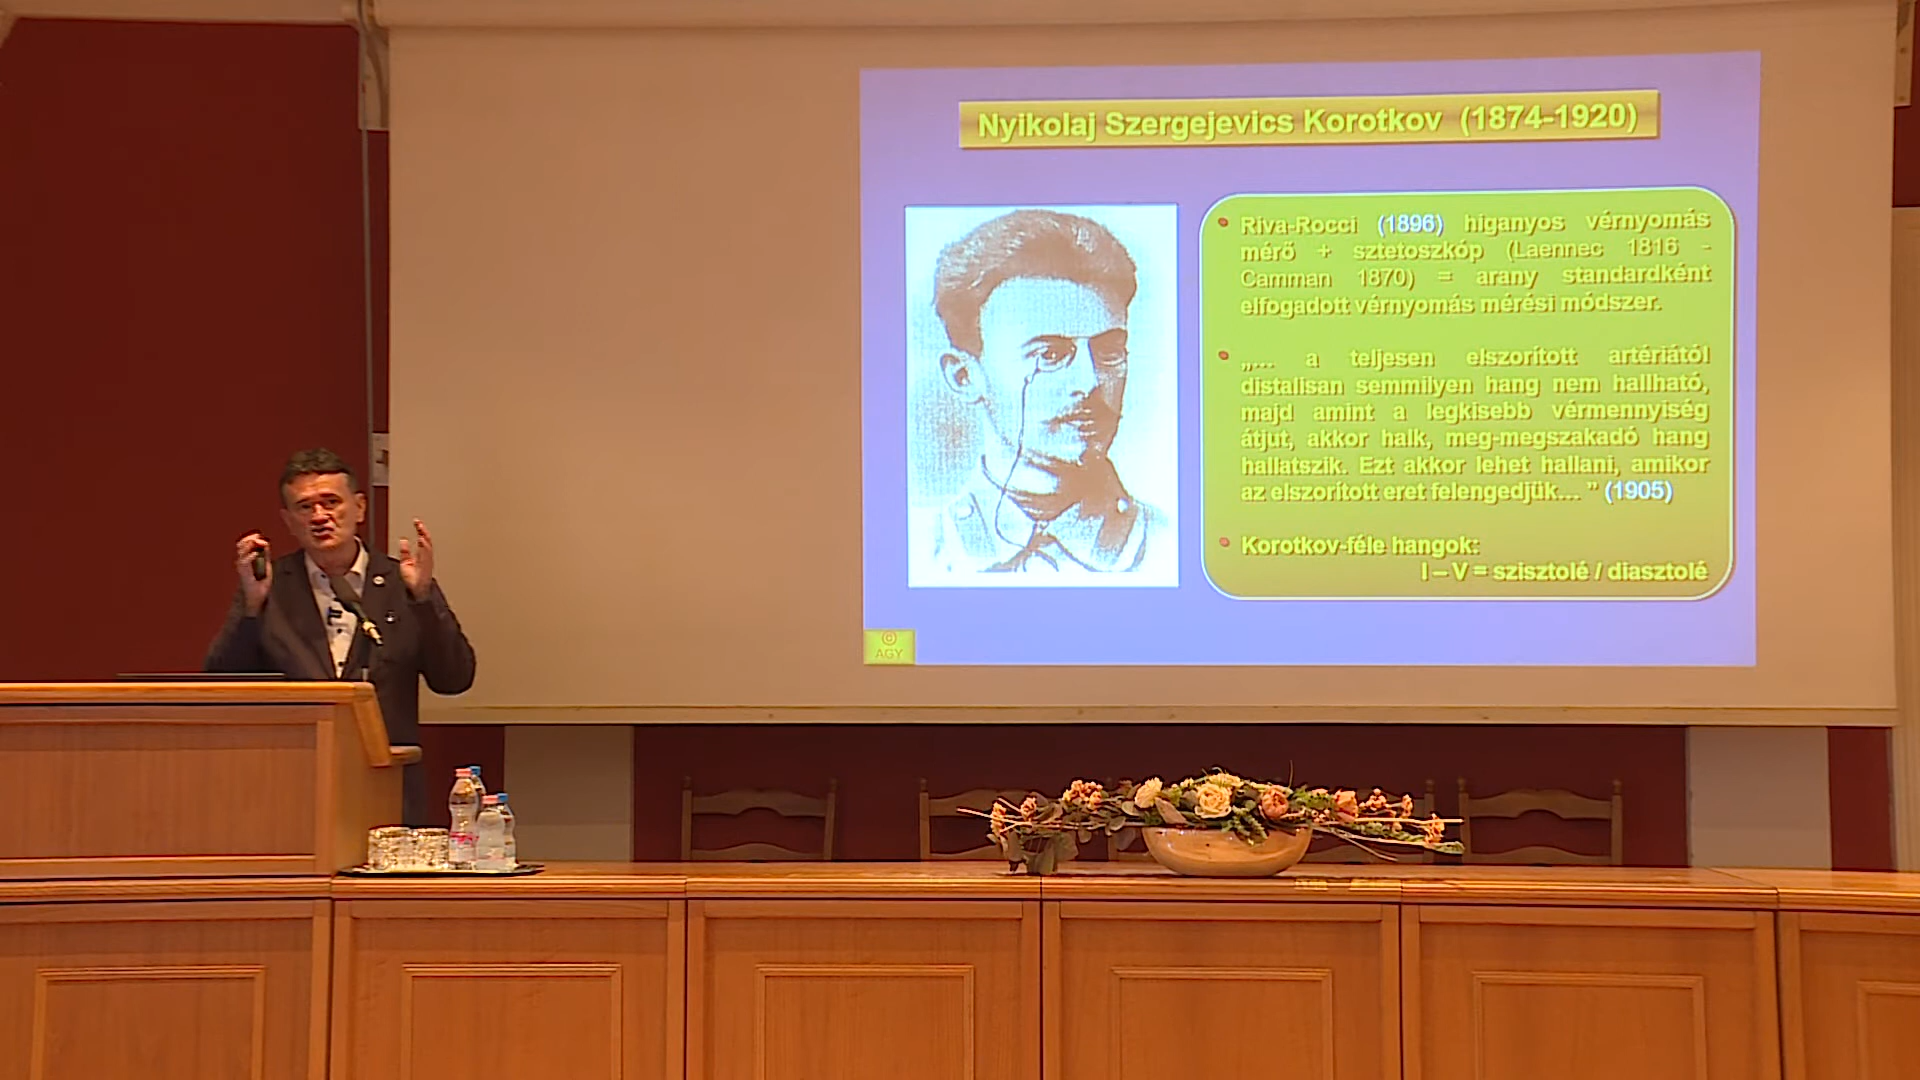 Nyikolaj Szergejevics Korotkov (1874-1920)
• Riva-Rocci (1896) higanyos vérnyomás
mérő + sztetoszkóp (Laennec 1816 -
Camman 1870) = arany standardként
elfogadott vérnyomás mérési módszer.
• „… a teljesen elszorított artériától
distalisan semmilyen hang nem hallható,
majd amint a legkisebb vérmennyiség
átjut, akkor halk, meg-megszakadó hang
hallatszik. Ezt akkor lehet hallani, amikor
az elszorított eret felengedjük… ” (1905)
• Korotkov-féle hangok:
I – V = szisztolé / diasztolé
©
AGY